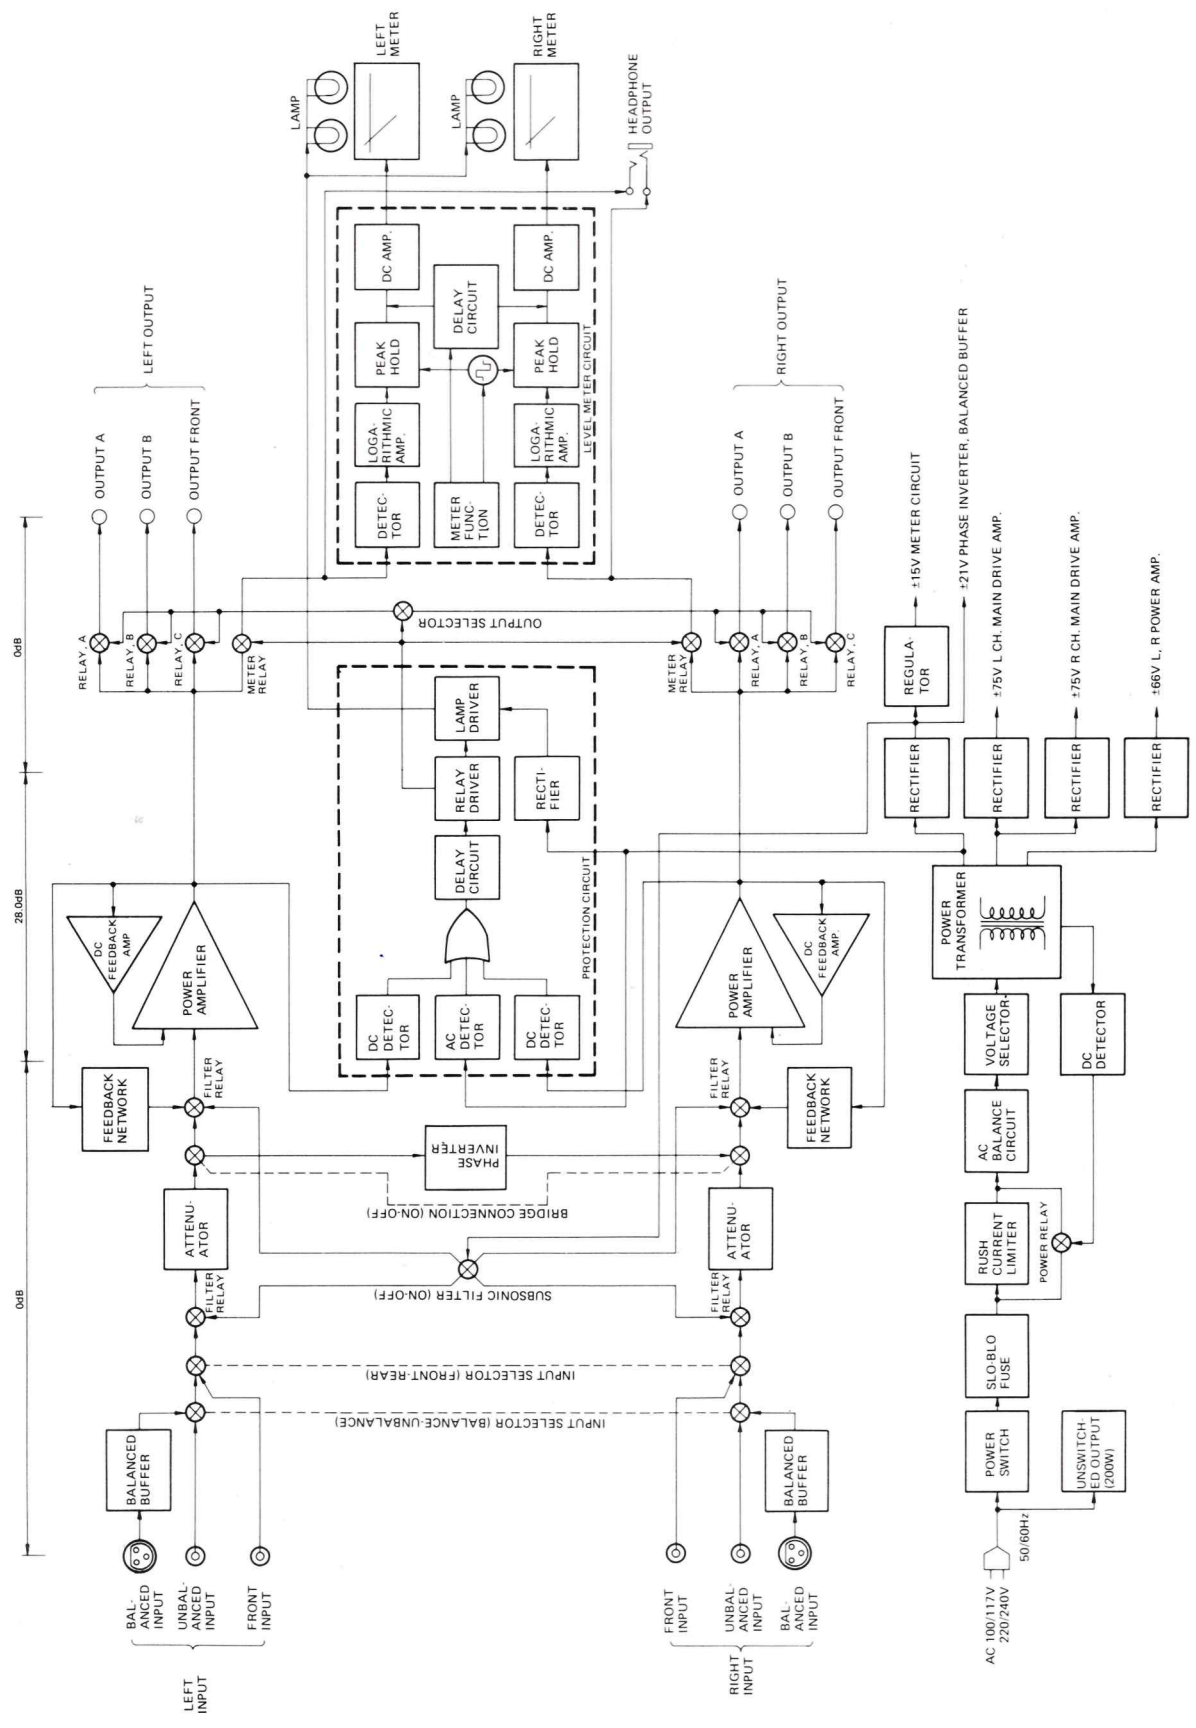 0dB
28.0dB
0dB
LEFT
INPUT
BAL-
ANCED
INPUT
UNBAL-
ANCED
INPUT
FRONT
INPUT
BALANCED
BUFFER
FILTER
RELAY
ATTENU-
ATOR
FEEDBACK
NETWORK
FILTER
RELAY
DC
FEEDBACK
AMP
POWER
AMPLIFIER
RELAY, A
RELAY, B
RELAY, C
METER
RELAY
OUTPUT A
OUTPUT B
OUTPUT FRONT
LEFT OUTPUT
INPUT SELECTOR (BALANCE-UNBALANCE)
INPUT SELECTOR (FRONT-REAR)
SUBSONIC FILTER (ON-OFF)
BRIDGE CONNECTION (ON-OFF)
PHASE
INVERTER
DC
DETEC-
TOR
AC
DETEC-
TOR
DC
DETEC-
TOR
DELAY
CIRCUIT
RELAY
DRIVER
LAMP
DRIVER
RECTI-
FIER
PROTECTION CIRCUIT
OUTPUT SELECTOR
DETEC-
TOR
LOGA-
RITHMIC
AMP.
PEAK
HOLD
DC AMP.
METER
FUNC-
TION
DELAY
CIRCUIT
DETEC-
TOR
LOGA-
RITHMIC
AMP.
PEAK
HOLD
DC AMP.
LEVEL METER CIRCUIT
LAMP
LEFT
METER
LAMP
RIGHT
METER
HEADPHONE
OUTPUT
RIGHT
INPUT
FRONT
INPUT
UNBAL-
ANCED
INPUT
BAL-
ANCED
INPUT
BALANCED
BUFFER
FILTER
RELAY
ATTENU-
ATOR
FILTER
RELAY
FEEDBACK
NETWORK
POWER
AMPLIFIER
DC
FEEDBACK
AMP.
METER
RELAY
RELAY, A
RELAY, B
RELAY, C
OUTPUT A
OUTPUT B
OUTPUT FRONT
RIGHT OUTPUT
AC 100/117V
220/240V
50/60Hz
POWER
SWITCH
UNSWITCH-
ED OUTPUT
(200W)
SLO-BLO
FUSE
RUSH
CURRENT
LIMITER
POWER RELAY
AC
BALANCE
CIRCUIT
VOLTAGE
SELECTOR
DC
DETECTOR
POWER
TRANSFORMER
RECTIFIER
REGULA-
TOR
±15V METER CIRCUIT
±21V PHASE INVERTER, BALANCED BUFFER
RECTIFIER
±75V L CH. MAIN DRIVE AMP.
RECTIFIER
±75V R CH. MAIN DRIVE AMP.
RECTIFIER
±66V L, R POWER AMP.